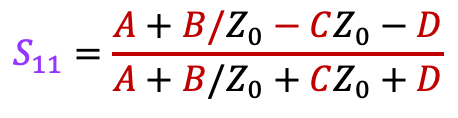 S₁₁ = (A + B/Z₀ − CZ₀ − D) / (A + B/Z₀ + CZ₀ + D)